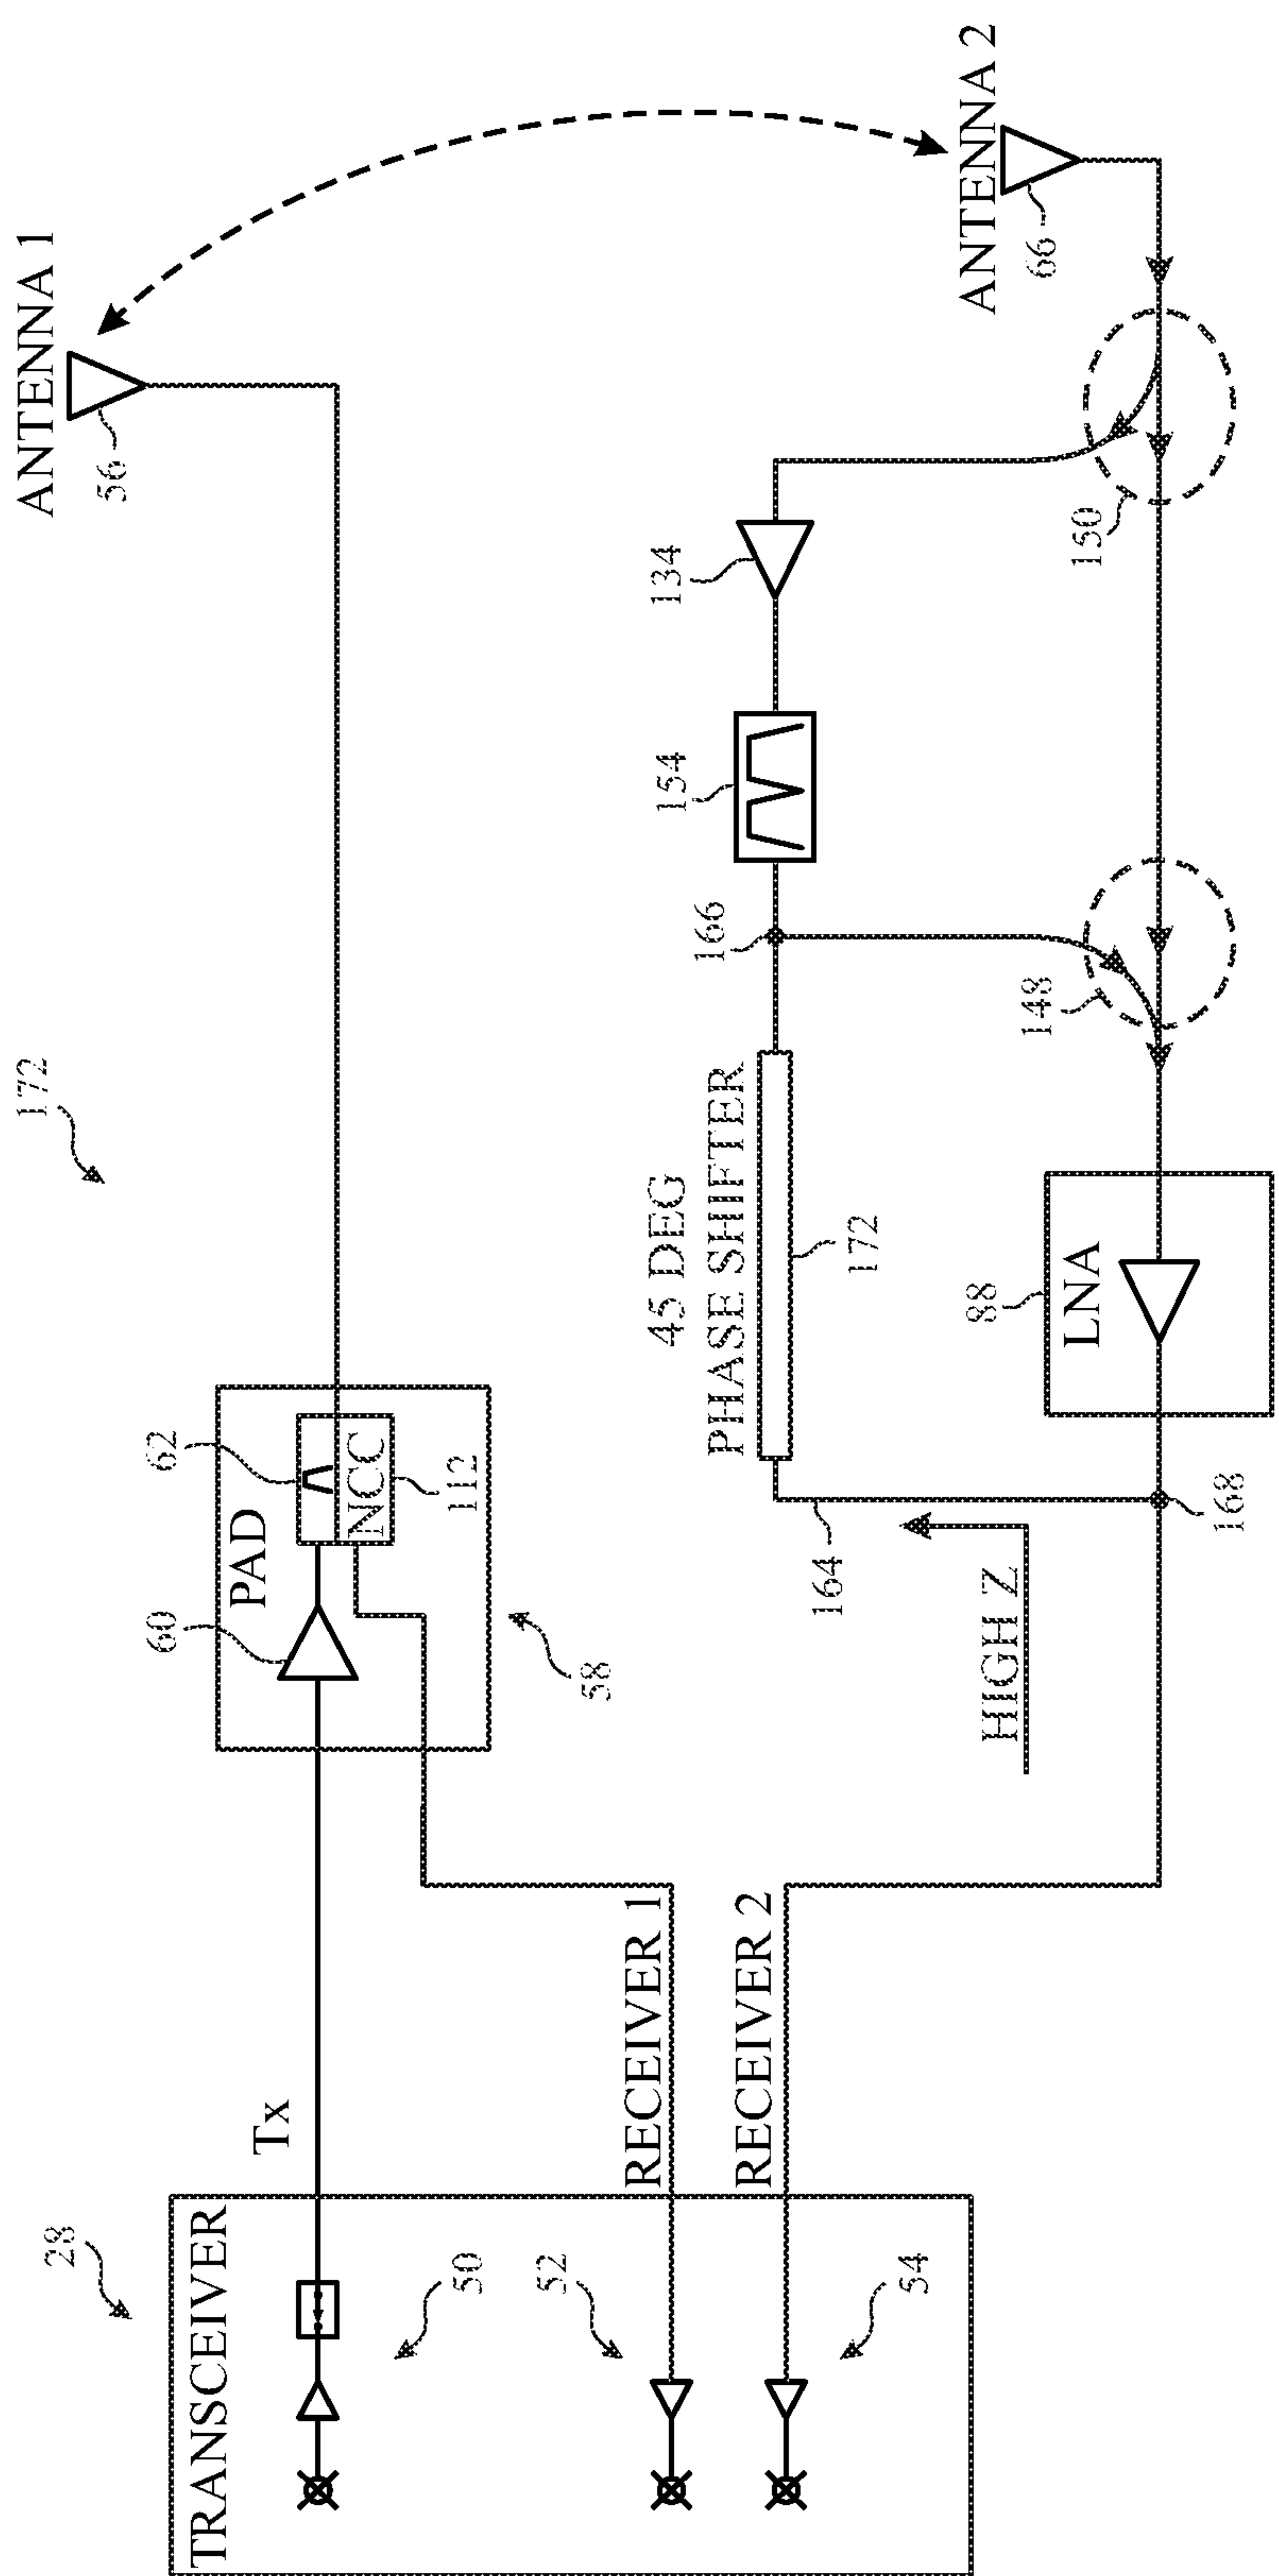 172
ANTENNA 1
56
ANTENNA 2
66
28
TRANSCEIVER
50
52
54
Tx
RECEIVER 1
RECEIVER 2
PAD
60
62
NCC
112
58
45 DEG
PHASE SHIFTER
172
166
154
134
164
HIGH Z
168
88
LNA
148
150